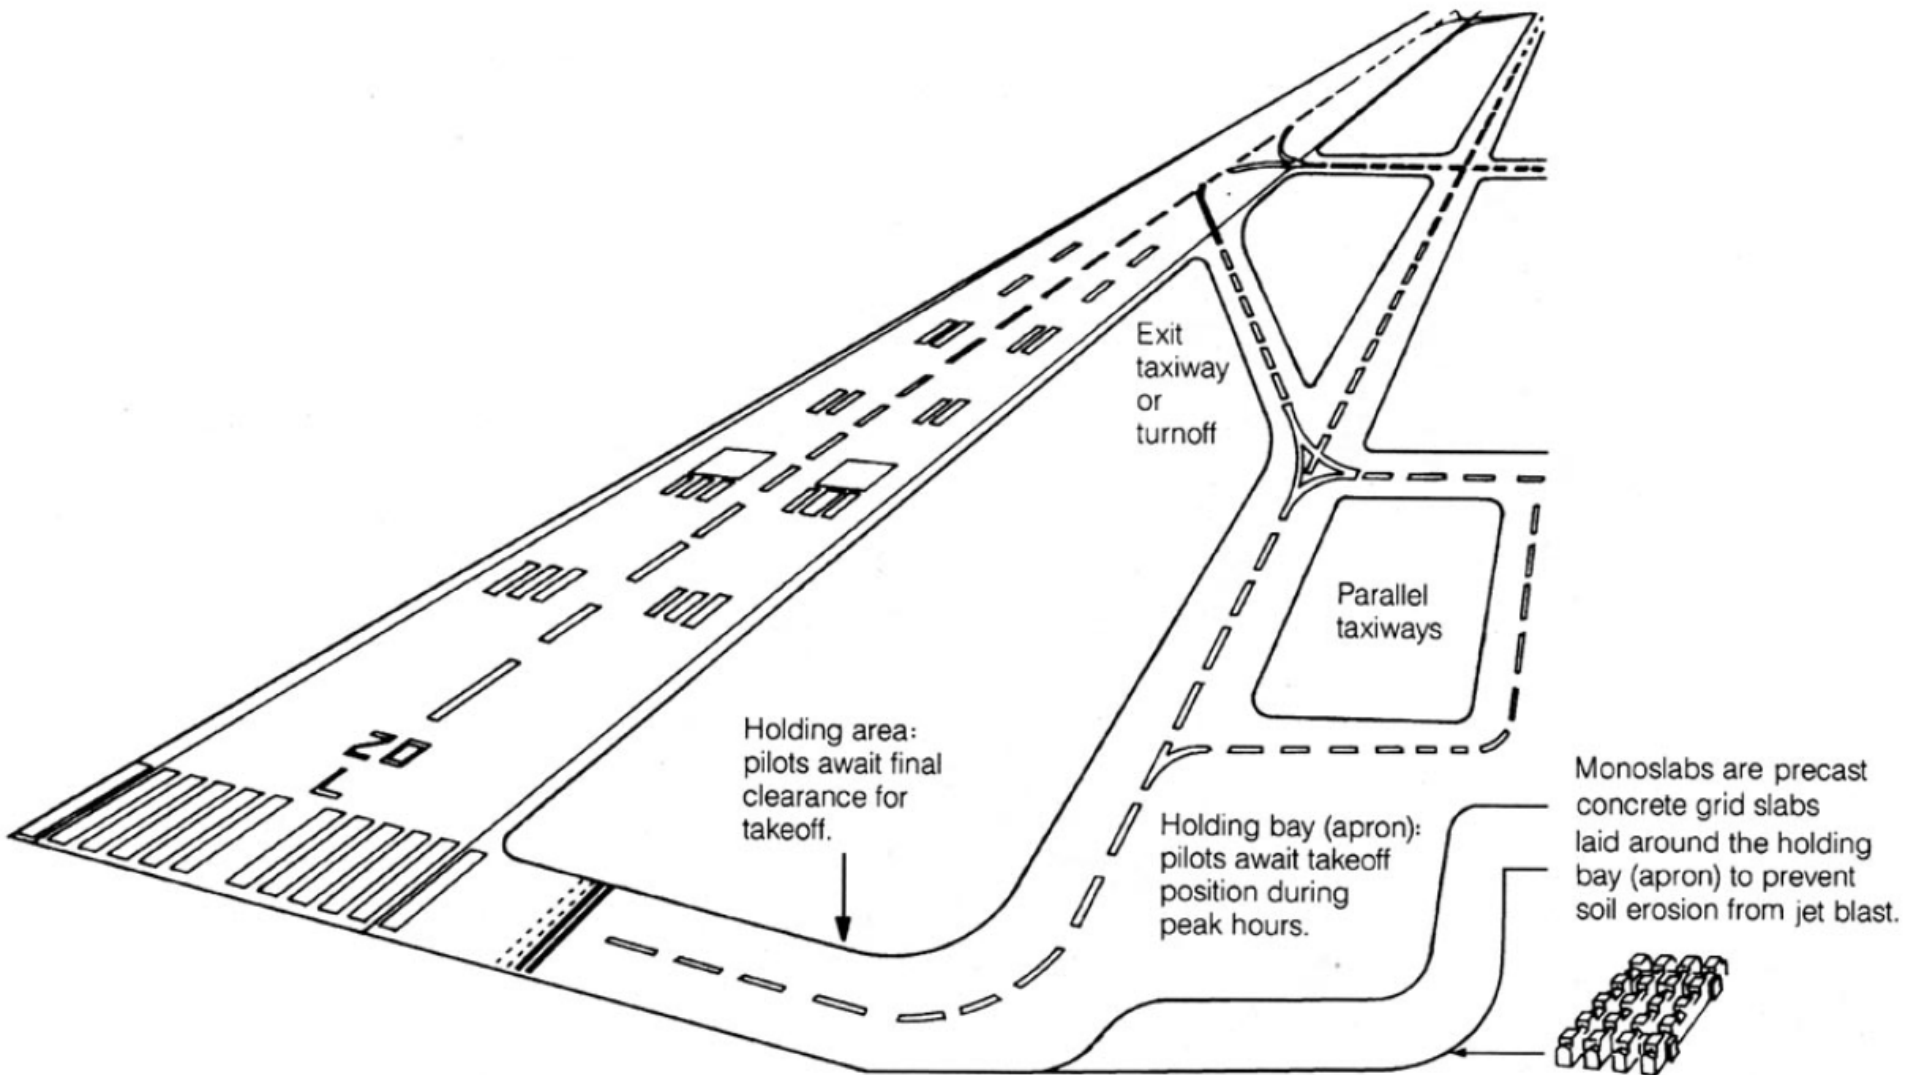 Exit
taxiway
or
turnoff
Parallel
taxiways
20
L
Holding area:
pilots await final
clearance for
takeoff.
Holding bay (apron):
pilots await takeoff
position during
peak hours.
Monoslabs are precast
concrete grid slabs
laid around the holding
bay (apron) to prevent
soil erosion from jet blast.